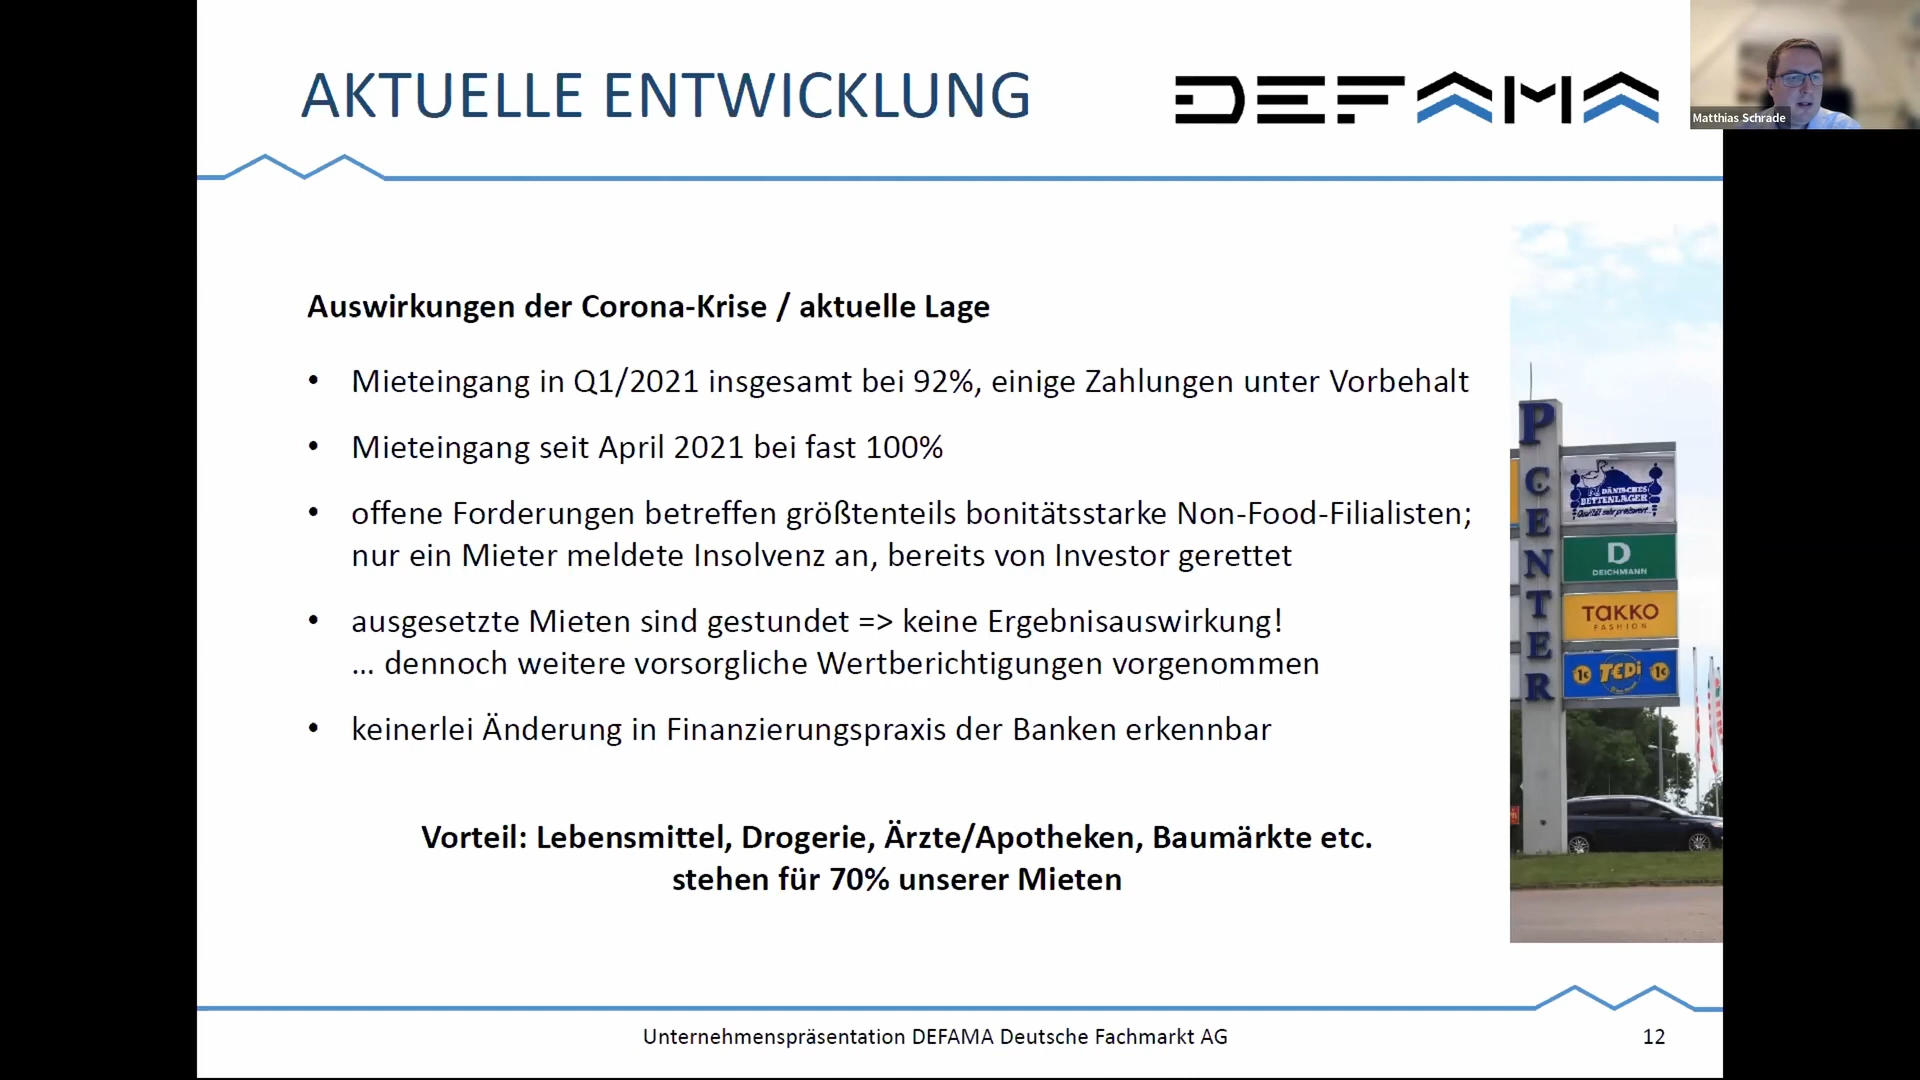 AKTUELLE ENTWICKLUNG
DEFAMA
Matthias Schrade
Auswirkungen der Corona-Krise / aktuelle Lage
• Mieteingang in Q1/2021 insgesamt bei 92%, einige Zahlungen unter Vorbehalt
• Mieteingang seit April 2021 bei fast 100%
• offene Forderungen betreffen größtenteils bonitätsstarke Non-Food-Filialisten;
nur ein Mieter meldete Insolvenz an, bereits von Investor gerettet
• ausgesetzte Mieten sind gestundet => keine Ergebnisauswirkung!
... dennoch weitere vorsorgliche Wertberichtigungen vorgenommen
• keinerlei Änderung in Finanzierungspraxis der Banken erkennbar
Vorteil: Lebensmittel, Drogerie, Ärzte/Apotheken, Baumärkte etc.
stehen für 70% unserer Mieten
P CENTER
DÄNISCHES
BETTENLAGER
D
DEICHMANN
TAKKO
FASHION
1€ TEDi 1€
Unternehmenspräsentation DEFAMA Deutsche Fachmarkt AG
12